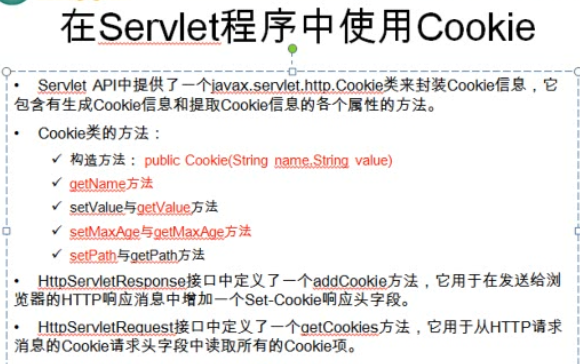 在Servlet程序中使用Cookie
• Servlet API中提供了一个javax.servlet.http.Cookie类来封装Cookie信息，它
包含有生成Cookie信息和提取Cookie信息的各个属性的方法。
• Cookie类的方法：
✓ 构造方法：public Cookie(String name,String value)
✓ getName方法
✓ setValue与getValue方法
✓ setMaxAge与getMaxAge方法
✓ setPath与getPath方法
• HttpServletResponse接口中定义了一个addCookie方法，它用于在发送给浏
览器的HTTP响应消息中增加一个Set-Cookie响应头字段。
• HttpServletRequest接口中定义了一个getCookies方法，它用于从HTTP请求
消息的Cookie请求头字段中读取所有的Cookie项。